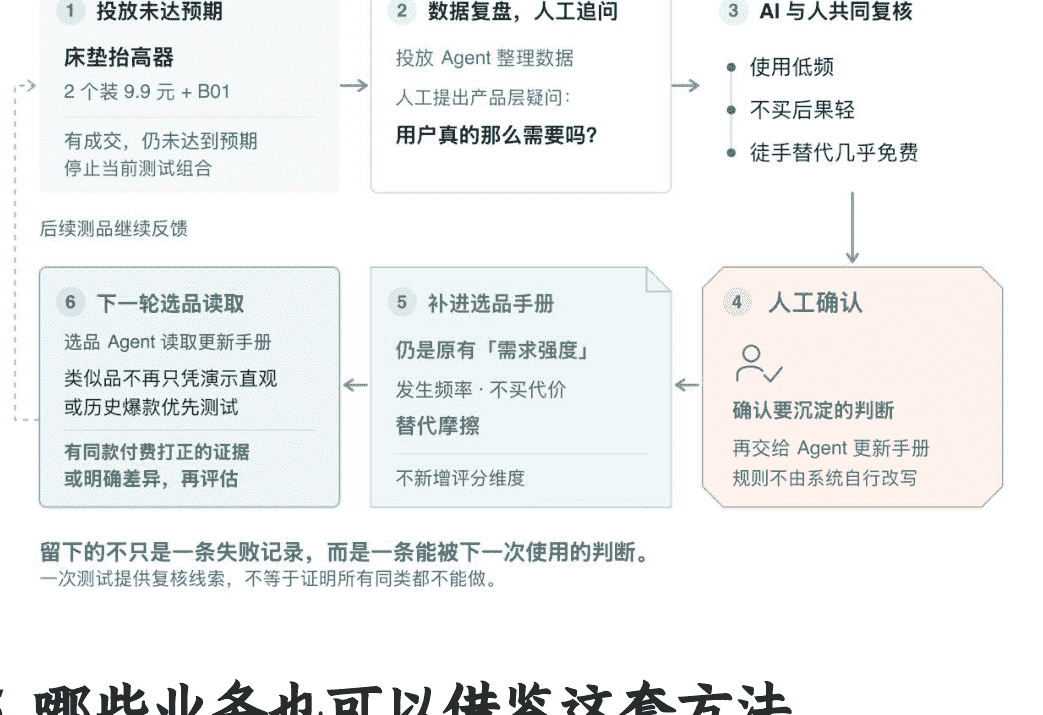 1 投放未达预期
床垫抬高器
2 个装 9.9 元 + B01
有成交，仍未达到预期
停止当前测试组合
2 数据复盘，人工追问
投放 Agent 整理数据
人工提出产品层疑问：
用户真的那么需要吗？
3 AI 与人共同复核
使用低频
不买后果轻
徒手替代几乎免费
后续测品继续反馈
4 人工确认
确认要沉淀的判断
再交给 Agent 更新手册
规则不由系统自行改写
5 补进选品手册
仍是原有「需求强度」
发生频率 · 不买代价
替代摩擦
不新增评分维度
6 下一轮选品读取
选品 Agent 读取更新手册
类似品不再只凭演示直观
或历史爆款优先测试
有同款付费打正的证据
或明确差异，再评估
留下的不只是一条失败记录，而是一条能被下一次使用的判断。
一次测试提供复核线索，不等于证明所有同类都不能做。
哪些业务也可以借鉴这套方法